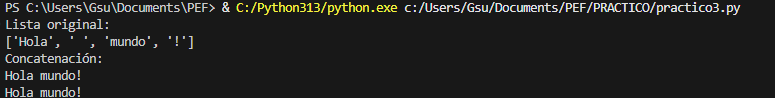 PS C:\Users\Gsu\Documents\PEF> & C:/Python313/python.exe c:/Users/Gsu/Documents/PEF/PRACTICO/practico3.py
Lista original:
['Hola', ' ', 'mundo', '!']
Concatenación:
Hola mundo!
Hola mundo!